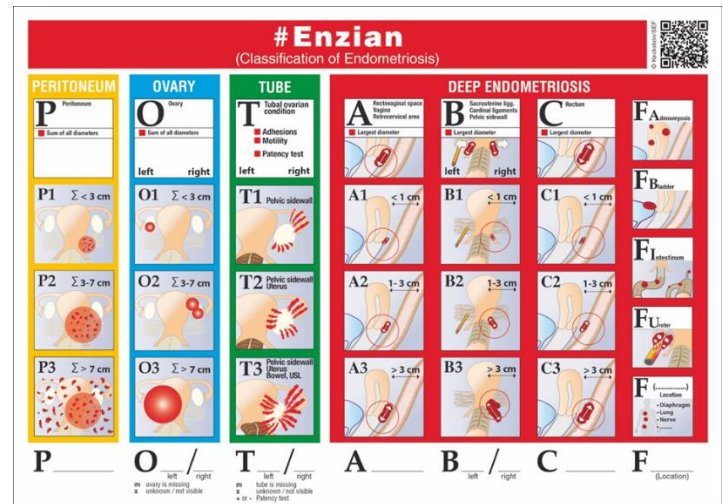 #Enzian
(Classification of Endometriosis)
© Keckstein/SEF
PERITONEUM
P Peritoneum
Sum of all diameters
P1 Σ < 3 cm
P2 Σ 3-7 cm
P3 Σ > 7 cm
P
OVARY
O Ovary
Sum of all diameters
left right
O1 Σ < 3 cm
O2 Σ 3-7 cm
O3 Σ > 7 cm
O /
left right
m ovary is missing
x unknown / not visible
TUBE
T Tubal ovarian
condition
Adhesions
Motility
Patency test
left right
T1 Pelvic sidewall
T2 Pelvic sidewall
Uterus
T3 Pelvic sidewall
Uterus
Bowel, USL
T /
left right
m tube is missing
x unknown / not visible
+ or - Patency test
DEEP ENDOMETRIOSIS
A Rectovaginal space
Vagina
Retrocervical area
Largest diameter
A1 < 1 cm
A2 1-3 cm
A3 > 3 cm
A
B Sacrouterine ligg.
Cardinal ligaments
Pelvic sidewall
Largest diameter
left right
B1 < 1 cm
B2 1-3 cm
B3 > 3 cm
B /
left right
C Rectum
Largest diameter
C1 < 1 cm
C2 1-3 cm
C3 > 3 cm
C
FAdenomyosis
FBladder
FIntestinum
FUreter
F (............)
Location
- Diaphragm
- Lung
- Nerve
- ......
F
(Location)